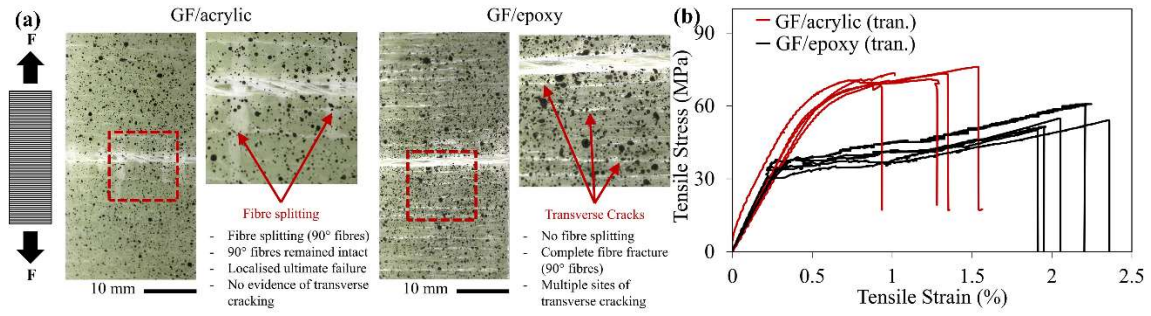 (a)
GF/acrylic
GF/epoxy
F
F
Fibre splitting
- Fibre splitting (90° fibres)
- 90° fibres remained intact
- Localised ultimate failure
- No evidence of transverse
cracking
10 mm
Transverse Cracks
- No fibre splitting
- Complete fibre fracture
(90° fibres)
- Multiple sites of
transverse cracking
10 mm
(b)
GF/acrylic (tran.)
GF/epoxy (tran.)
Tensile Stress (MPa)
90
60
30
0
0
0.5
1
1.5
2
2.5
Tensile Strain (%)